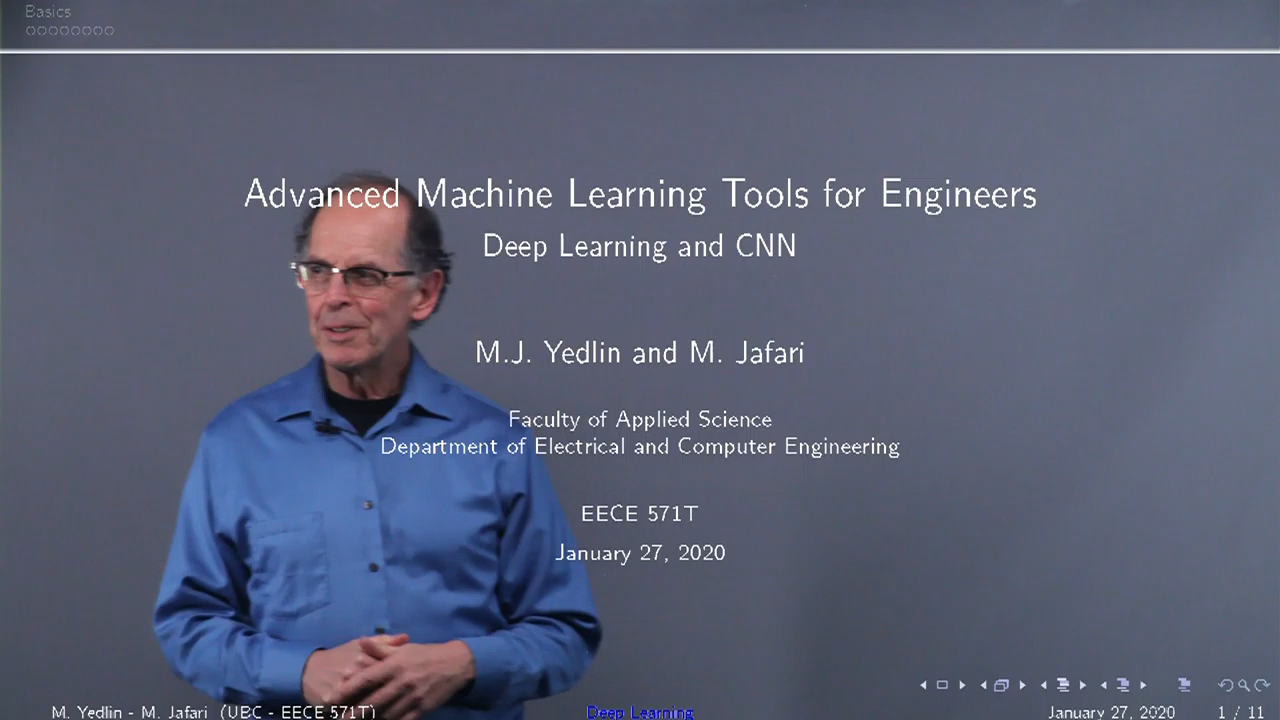 Basics
Advanced Machine Learning Tools for Engineers
Deep Learning and CNN
M.J. Yedlin and M. Jafari
Faculty of Applied Science
Department of Electrical and Computer Engineering
EECE 571T
January 27, 2020
M. Yedlin - M. Jafari (UBC - EECE 571T)
Deep Learning
January 27, 2020
1 / 11